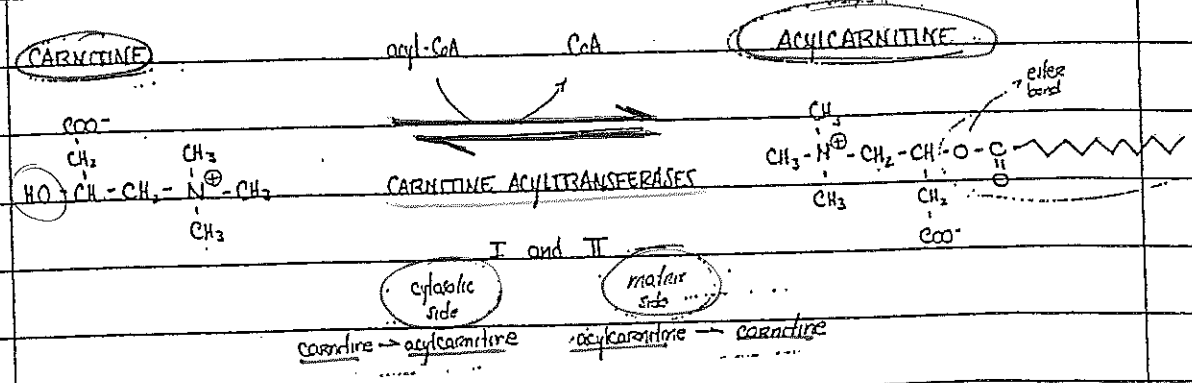 CARNITINE
acyl-CoA
CoA
ACYLCARNITINE
ester bond
COO⁻
CH₂
HO - CH - CH₂ - N⊕ - CH₃
CH₃
CH₃
CARNITINE ACYLTRANSFERASES
CH₃
CH₃ - N⊕ - CH₂ - CH - O - C
CH₃
CH₂
O
COO⁻
I and II
cytosolic side
matrix side
carnitine → acylcarnitine
acylcarnitine → carnitine